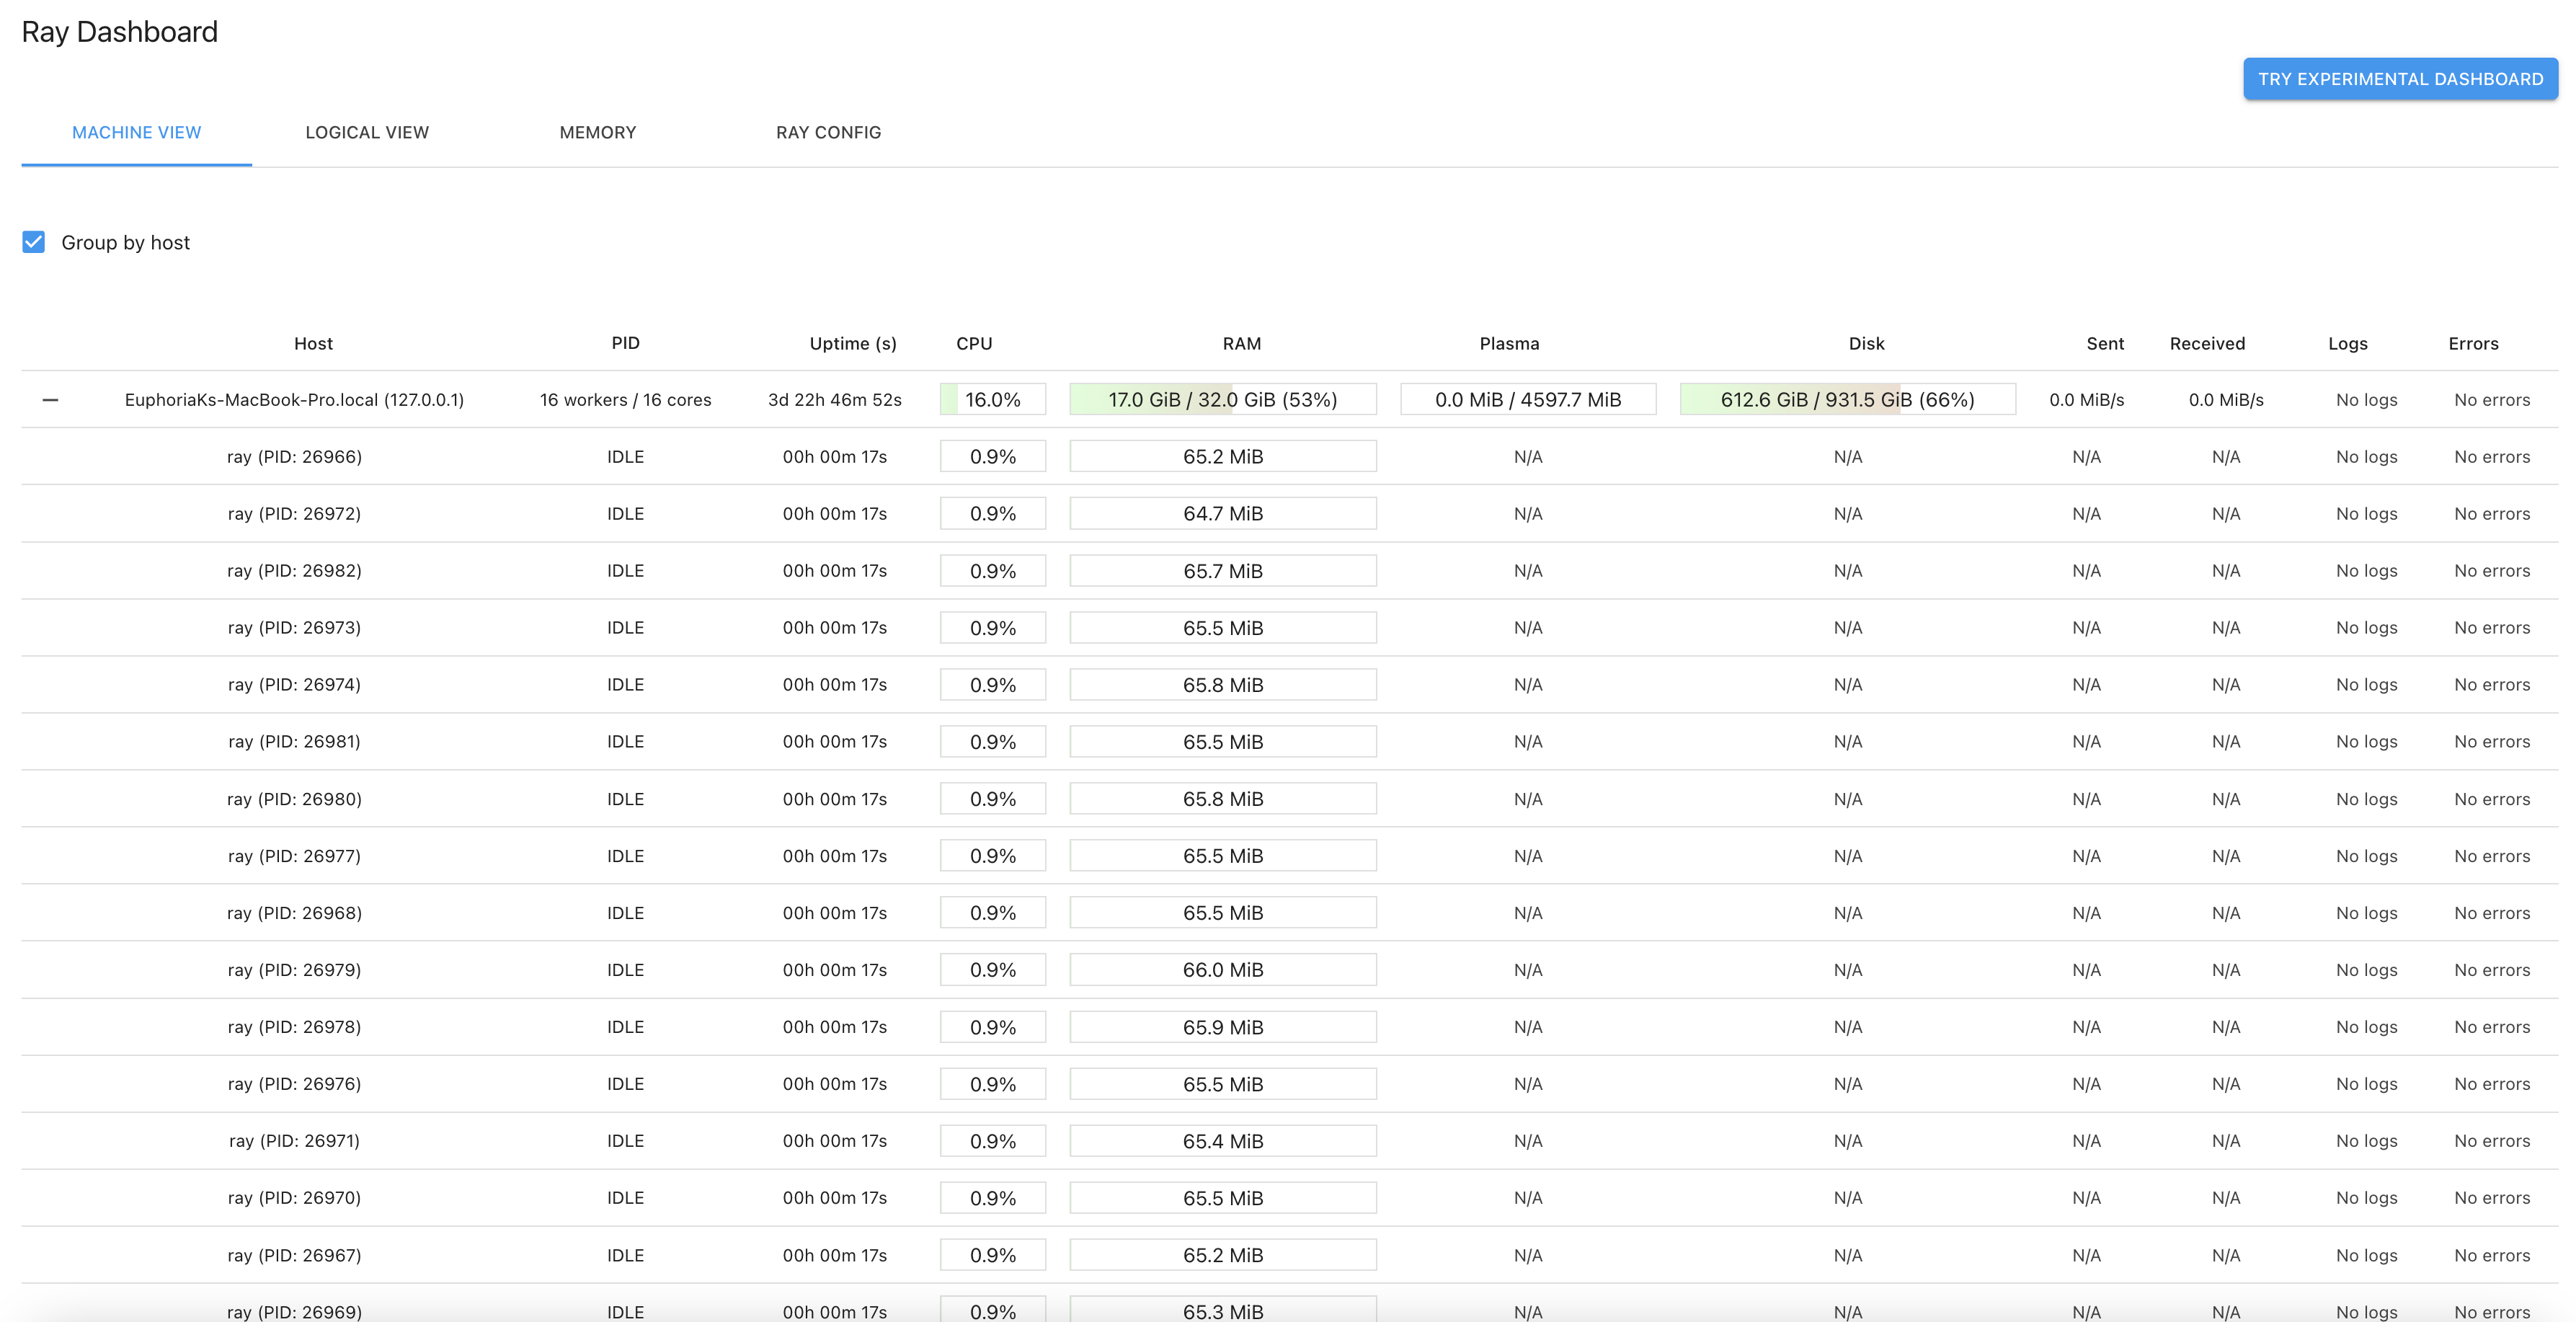 Ray Dashboard
TRY EXPERIMENTAL DASHBOARD
MACHINE VIEW LOGICAL VIEW MEMORY RAY CONFIG
Group by host
Host PID Uptime (s) CPU RAM Plasma Disk Sent Received Logs Errors
EuphoriaKs-MacBook-Pro.local (127.0.0.1) 16 workers / 16 cores 3d 22h 46m 52s 16.0% 17.0 GiB / 32.0 GiB (53%) 0.0 MiB / 4597.7 MiB 612.6 GiB / 931.5 GiB (66%) 0.0 MiB/s 0.0 MiB/s No logs No errors
ray (PID: 26966) IDLE 00h 00m 17s 0.9% 65.2 MiB N/A N/A N/A N/A No logs No errors
ray (PID: 26972) IDLE 00h 00m 17s 0.9% 64.7 MiB N/A N/A N/A N/A No logs No errors
ray (PID: 26982) IDLE 00h 00m 17s 0.9% 65.7 MiB N/A N/A N/A N/A No logs No errors
ray (PID: 26973) IDLE 00h 00m 17s 0.9% 65.5 MiB N/A N/A N/A N/A No logs No errors
ray (PID: 26974) IDLE 00h 00m 17s 0.9% 65.8 MiB N/A N/A N/A N/A No logs No errors
ray (PID: 26981) IDLE 00h 00m 17s 0.9% 65.5 MiB N/A N/A N/A N/A No logs No errors
ray (PID: 26980) IDLE 00h 00m 17s 0.9% 65.8 MiB N/A N/A N/A N/A No logs No errors
ray (PID: 26977) IDLE 00h 00m 17s 0.9% 65.5 MiB N/A N/A N/A N/A No logs No errors
ray (PID: 26968) IDLE 00h 00m 17s 0.9% 65.5 MiB N/A N/A N/A N/A No logs No errors
ray (PID: 26979) IDLE 00h 00m 17s 0.9% 66.0 MiB N/A N/A N/A N/A No logs No errors
ray (PID: 26978) IDLE 00h 00m 17s 0.9% 65.9 MiB N/A N/A N/A N/A No logs No errors
ray (PID: 26976) IDLE 00h 00m 17s 0.9% 65.5 MiB N/A N/A N/A N/A No logs No errors
ray (PID: 26971) IDLE 00h 00m 17s 0.9% 65.4 MiB N/A N/A N/A N/A No logs No errors
ray (PID: 26970) IDLE 00h 00m 17s 0.9% 65.5 MiB N/A N/A N/A N/A No logs No errors
ray (PID: 26967) IDLE 00h 00m 17s 0.9% 65.2 MiB N/A N/A N/A N/A No logs No errors
ray (PID: 26969) IDLE 00h 00m 17s 0.9% 65.3 MiB N/A N/A N/A N/A No logs No errors